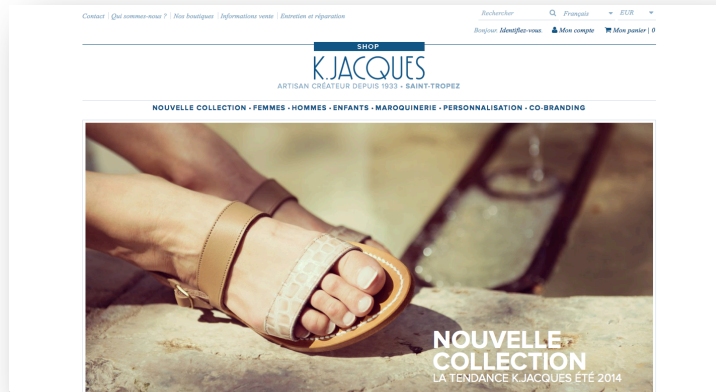 Contact | Qui sommes-nous ? | Nos boutiques | Informations vente | Entretien et réparation
Rechercher Français EUR
Bonjour. Identifiez-vous. Mon compte Mon panier | 0
SHOP
K.JACQUES
ARTISAN CRÉATEUR DEPUIS 1933 • SAINT-TROPEZ
NOUVELLE COLLECTION • FEMMES • HOMMES • ENFANTS • MAROQUINERIE • PERSONNALISATION • CO-BRANDING
NOUVELLE
COLLECTION
LA TENDANCE K.JACQUES ÉTÉ 2014